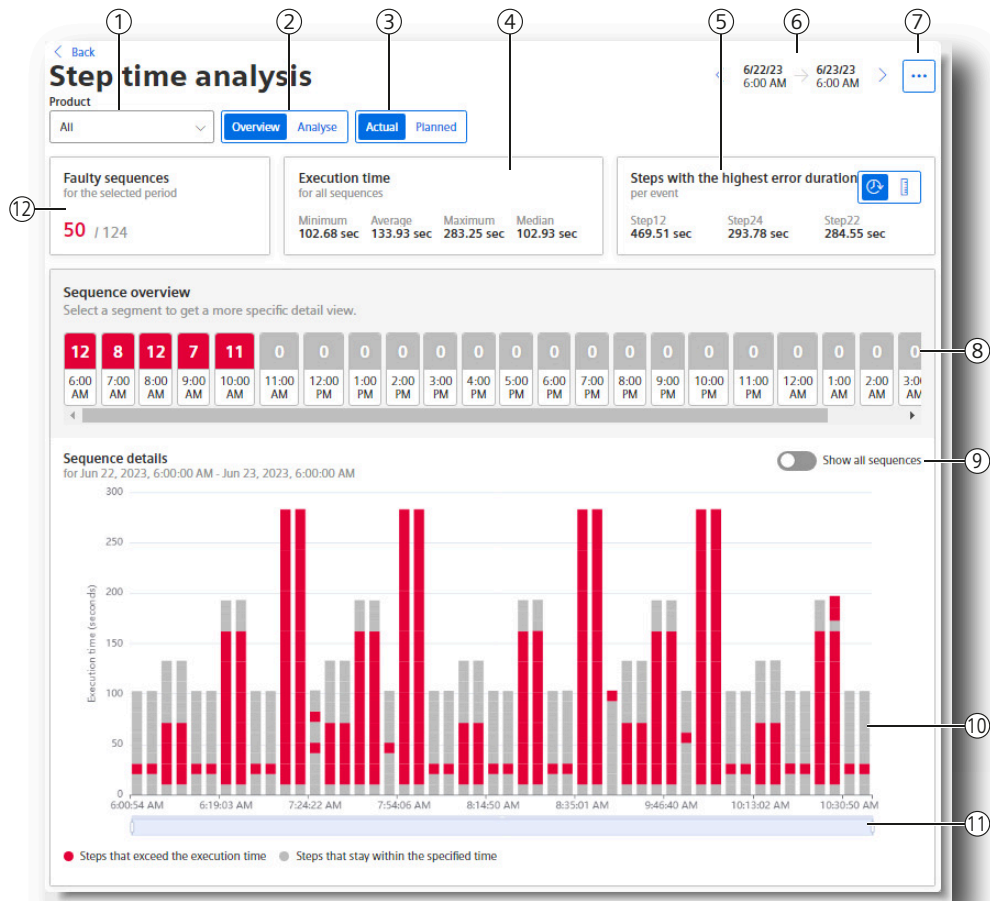 ① ② ③ ④ ⑤ ⑥ ⑦
Back
Step time analysis
6/22/23 6/23/23
6:00 AM 6:00 AM
...
Product
All Overview Analyse Actual Planned
Faulty sequences
for the selected period
50 / 124
⑫
Execution time
for all sequences
Minimum Average Maximum Median
102.68 sec 133.93 sec 283.25 sec 102.93 sec
Steps with the highest error duration
per event
Step12 Step24 Step22
469.51 sec 293.78 sec 284.55 sec
Sequence overview
Select a segment to get a more specific detail view.
12 8 12 7 11 0 0 0 0 0 0 0 0 0 0 0 0 0 0 0 0 0
⑧
6:00 7:00 8:00 9:00 10:00 11:00 12:00 1:00 2:00 3:00 4:00 5:00 6:00 7:00 8:00 9:00 10:00 11:00 12:00 1:00 2:00 3:00
AM AM AM AM AM AM PM PM PM PM PM PM PM PM PM PM PM PM AM AM AM AM
Sequence details
for Jun 22, 2023, 6:00:00 AM - Jun 23, 2023, 6:00:00 AM
Show all sequences
⑨
300
250
200
150
100
50
0
Execution time (seconds)
⑩
6:00:54 AM 6:19:03 AM 7:24:22 AM 7:54:06 AM 8:14:50 AM 8:35:01 AM 9:46:40 AM 10:13:02 AM 10:30:50 AM
⑪
Steps that exceed the execution time Steps that stay within the specified time